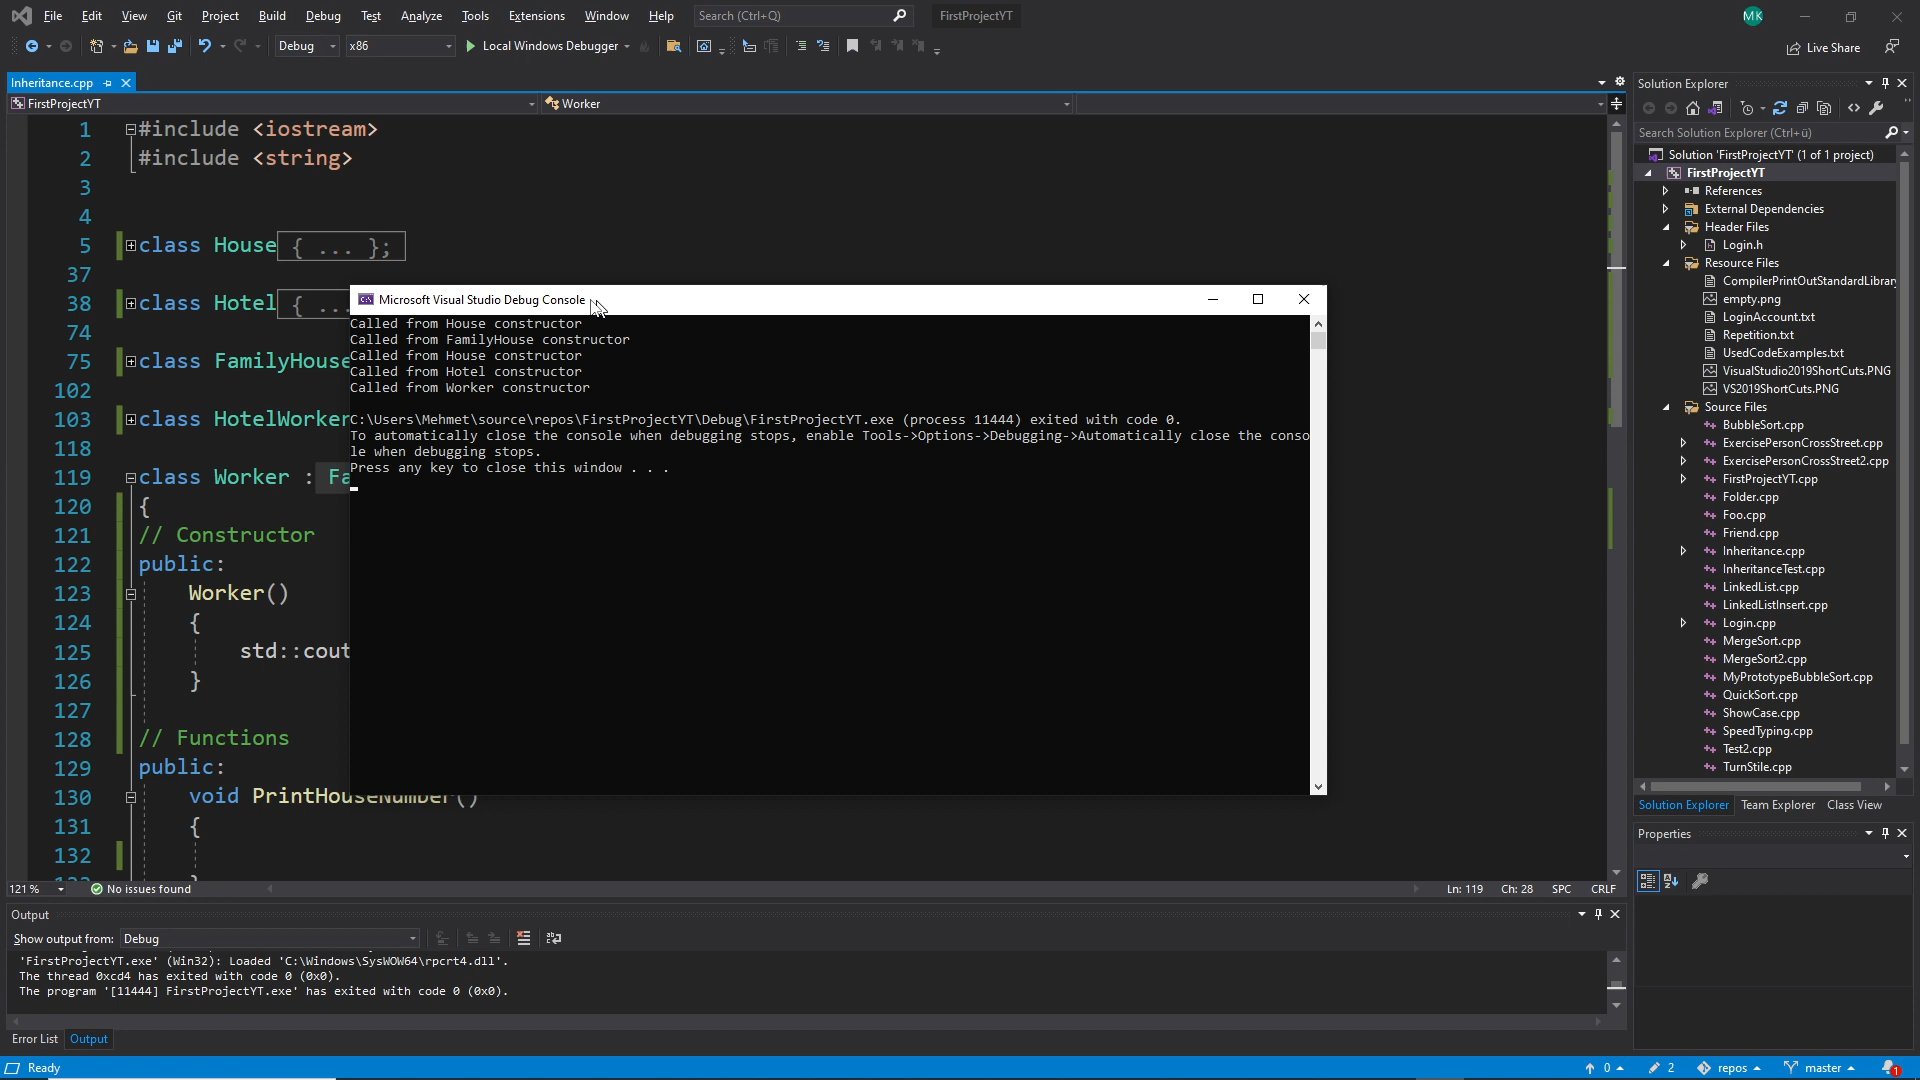 File Edit View Git Project Build Debug Test Analyze Tools Extensions Window Help Search (Ctrl+Q) FirstProjectYT MK
Debug x86 Local Windows Debugger Live Share
Inheritance.cpp
FirstProjectYT Worker
1 #include <iostream>
2 #include <string>
3
4
5 class House { ... };
37
38 class Hotel { ...
74
75 class FamilyHouse
102
103 class HotelWorker
118
119 class Worker : Fa
120 {
121 // Constructor
122 public:
123 Worker()
124 {
125 std::cout
126 }
127
128 // Functions
129 public:
130 void PrintHouseNumber()
131 {
132
Microsoft Visual Studio Debug Console
Called from House constructor
Called from FamilyHouse constructor
Called from House constructor
Called from Hotel constructor
Called from Worker constructor
C:\Users\Mehmet\source\repos\FirstProjectYT\Debug\FirstProjectYT.exe (process 11444) exited with code 0.
To automatically close the console when debugging stops, enable Tools->Options->Debugging->Automatically close the conso
le when debugging stops.
Press any key to close this window . . .
121 % No issues found Ln: 119 Ch: 28 SPC CRLF
Output
Show output from: Debug
'FirstProjectYT.exe' (Win32): Loaded 'C:\Windows\SysWOW64\rpcrt4.dll'.
The thread 0xcd4 has exited with code 0 (0x0).
The program '[11444] FirstProjectYT.exe' has exited with code 0 (0x0).
Error List Output
Solution Explorer
Search Solution Explorer (Ctrl+ü)
Solution 'FirstProjectYT' (1 of 1 project)
FirstProjectYT
References
External Dependencies
Header Files
Login.h
Resource Files
CompilerPrintOutStandardLibrar
empty.png
LoginAccount.txt
Repetition.txt
UsedCodeExamples.txt
VisualStudio2019ShortCuts.PNG
VS2019ShortCuts.PNG
Source Files
BubbleSort.cpp
ExercisePersonCrossStreet.cpp
ExercisePersonCrossStreet2.cpp
FirstProjectYT.cpp
Folder.cpp
Foo.cpp
Friend.cpp
Inheritance.cpp
InheritanceTest.cpp
LinkedList.cpp
LinkedListInsert.cpp
Login.cpp
MergeSort.cpp
MergeSort2.cpp
MyPrototypeBubbleSort.cpp
QuickSort.cpp
ShowCase.cpp
SpeedTyping.cpp
Test2.cpp
TurnStile.cpp
Solution Explorer Team Explorer Class View
Properties
Ready 0 2 repos master 1